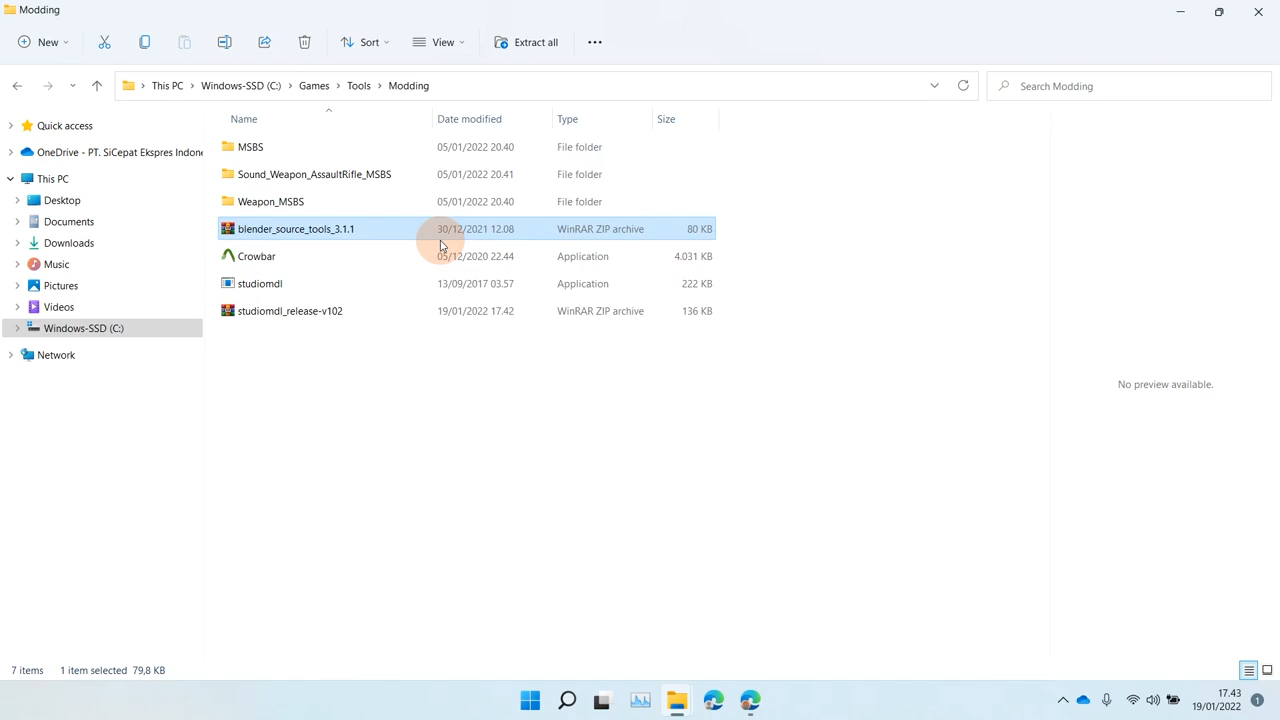 Modding
New
Sort
View
Extract all
This PC
Windows-SSD (C:)
Games
Tools
Modding
Search Modding
Name
Date modified
Type
Size
Quick access
OneDrive - PT. SiCepat Ekspres Indone
This PC
Desktop
Documents
Downloads
Music
Pictures
Videos
Windows-SSD (C:)
Network
MSBS 05/01/2022 20.40 File folder
Sound_Weapon_AssaultRifle_MSBS 05/01/2022 20.41 File folder
Weapon_MSBS 05/01/2022 20.40 File folder
blender_source_tools_3.1.1 30/12/2021 12.08 WinRAR ZIP archive 80 KB
Crowbar 05/12/2020 22.44 Application 4.031 KB
studiomdl 13/09/2017 03.57 Application 222 KB
studiomdl_release-v102 19/01/2022 17.42 WinRAR ZIP archive 136 KB
No preview available.
7 items 1 item selected 79,8 KB
17.43
19/01/2022
1